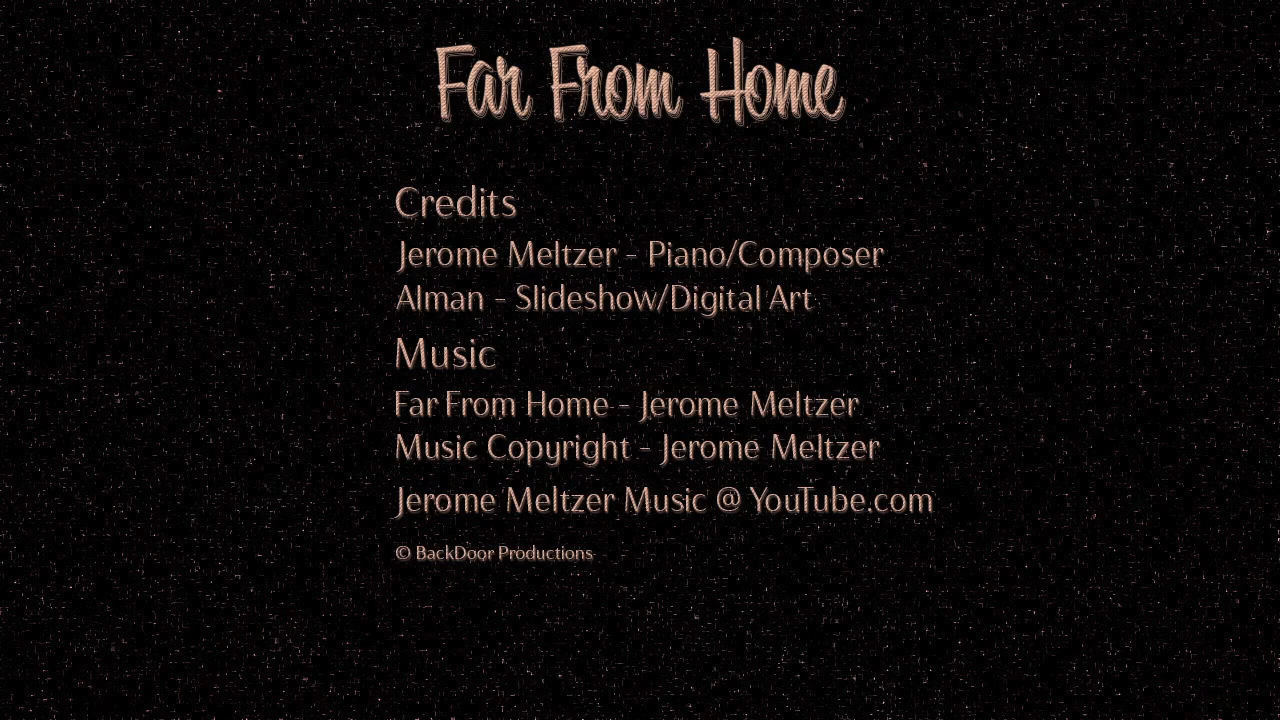 Far From Home
Credits
Jerome Meltzer - Piano/Composer
Alman - Slideshow/Digital Art
Music
Far From Home - Jerome Meltzer
Music Copyright - Jerome Meltzer
Jerome Meltzer Music @ YouTube.com
© BackDoor Productions